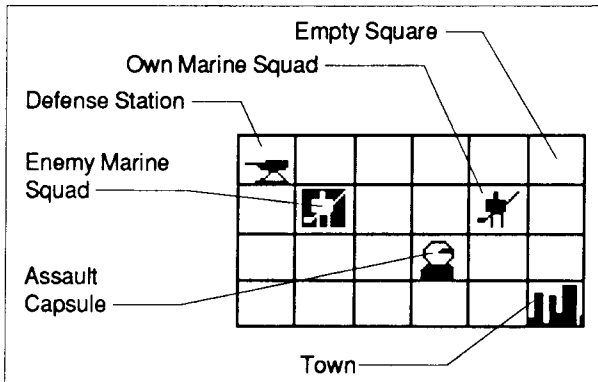 Empty Square
Own Marine Squad
Defense Station
Enemy Marine
Squad
Assault
Capsule
Town